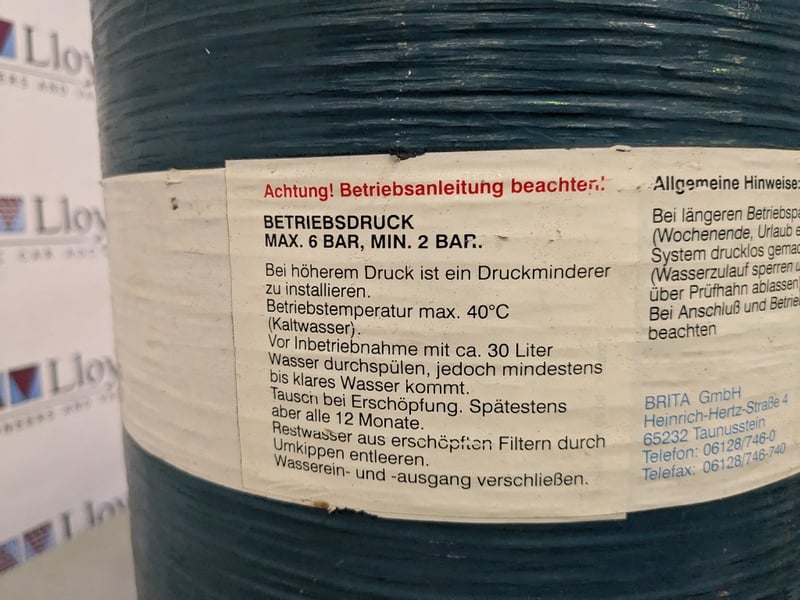 Achtung! Betriebsanleitung beachten!
BETRIEBSDRUCK
MAX. 6 BAR, MIN. 2 BAR.
Bei höherem Druck ist ein Druckminderer
zu installieren.
Betriebstemperatur max. 40°C
(Kaltwasser).
Vor Inbetriebnahme mit ca. 30 Liter
Wasser durchspülen, jedoch mindestens
bis klares Wasser kommt.
Tausch bei Erschöpfung. Spätestens
aber alle 12 Monate.
Restwasser aus erschöpften Filtern durch
Umkippen entleeren.
Wasserein- und -ausgang verschließen.
Allgemeine Hinweise:
Bei längeren
(Wochenende, Urlaub
System drucklos
(Wasserzulauf sperren
über Prüfhahn ablassen)
Bei Anschluß und
beachten
BRITA GmbH
Heinrich-Hertz-Straße 4
65232 Taunusstein
Telefon: 06128/746-0
Telefax: 06128/746-740